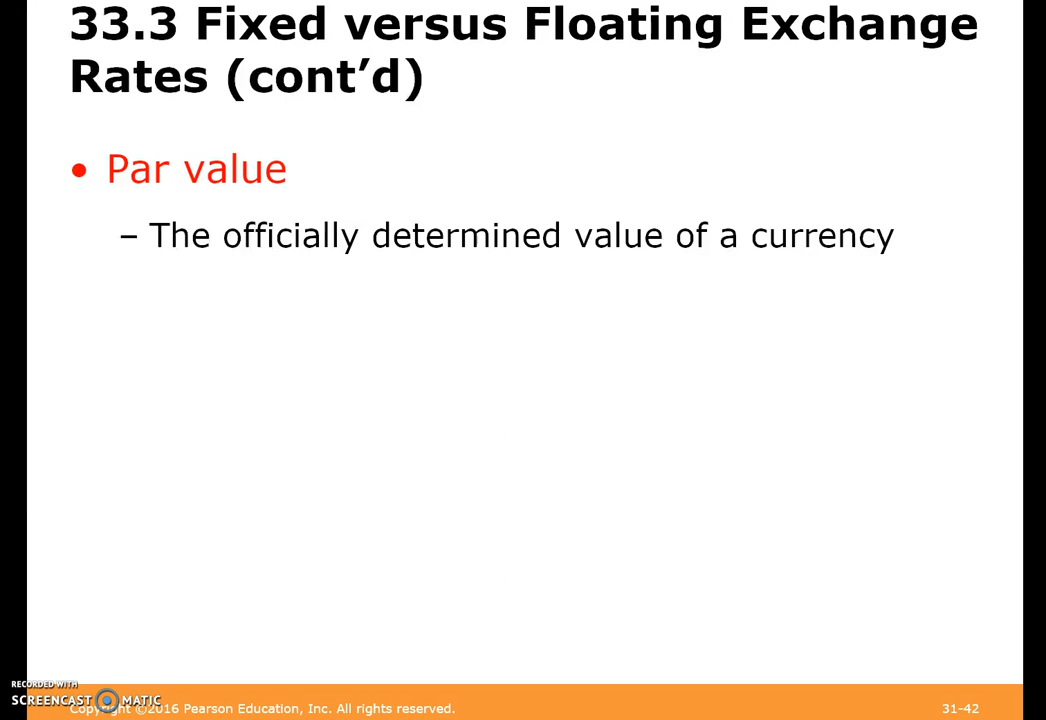 33.3 Fixed versus Floating Exchange
Rates (cont’d)
• Par value
– The officially determined value of a currency
RECORDED WITH
SCREENCAST MATIC
Copyright ©2016 Pearson Education, Inc. All rights reserved.
31-42